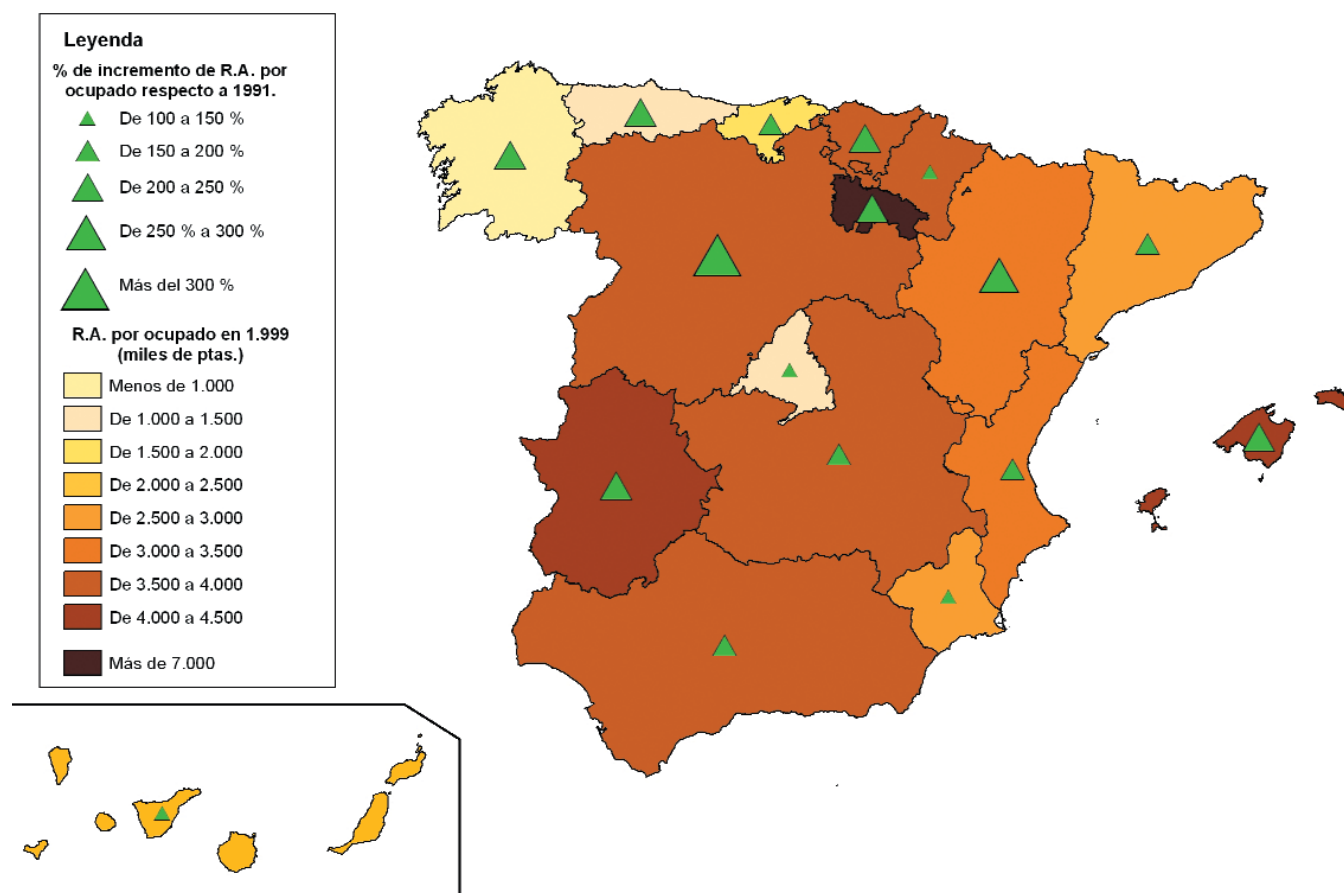 Leyenda
% de incremento de R.A. por
ocupado respecto a 1991.
De 100 a 150 %
De 150 a 200 %
De 200 a 250 %
De 250 % a 300 %
Más del 300 %
R.A. por ocupado en 1.999
(miles de ptas.)
Menos de 1.000
De 1.000 a 1.500
De 1.500 a 2.000
De 2.000 a 2.500
De 2.500 a 3.000
De 3.000 a 3.500
De 3.500 a 4.000
De 4.000 a 4.500
Más de 7.000